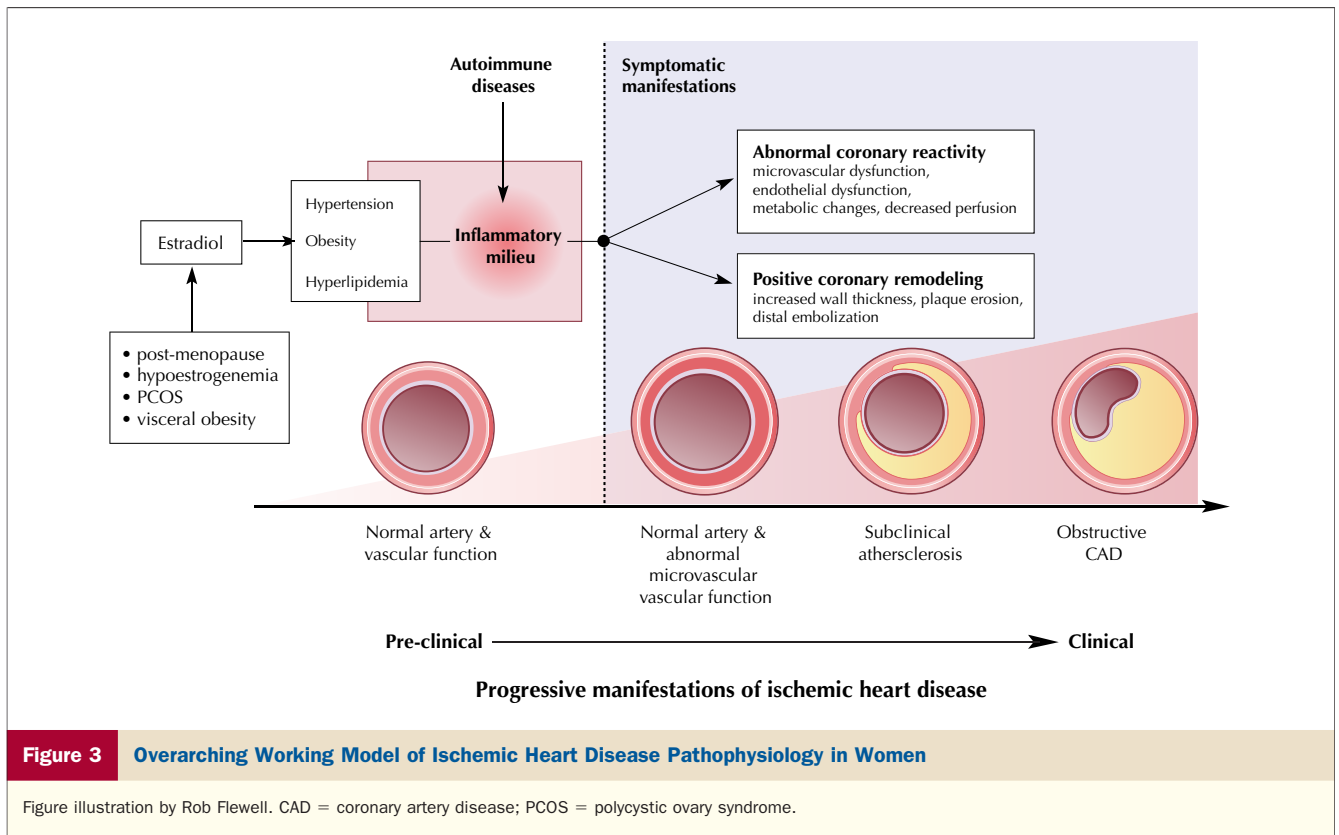 Autoimmune
diseases
Symptomatic
manifestations
Abnormal coronary reactivity
microvascular dysfunction,
endothelial dysfunction,
metabolic changes, decreased perfusion
Hypertension
Obesity
Hyperlipidemia
Estradiol
Inflammatory
milieu
Positive coronary remodeling
increased wall thickness, plaque erosion,
distal embolization
• post-menopause
• hypoestrogenemia
• PCOS
• visceral obesity
Normal artery &
vascular function
Normal artery &
abnormal
microvascular
vascular function
Subclinical
athersclerosis
Obstructive
CAD
Pre-clinical
Clinical
Progressive manifestations of ischemic heart disease
Figure 3 Overarching Working Model of Ischemic Heart Disease Pathophysiology in Women
Figure illustration by Rob Flewell. CAD = coronary artery disease; PCOS = polycystic ovary syndrome.